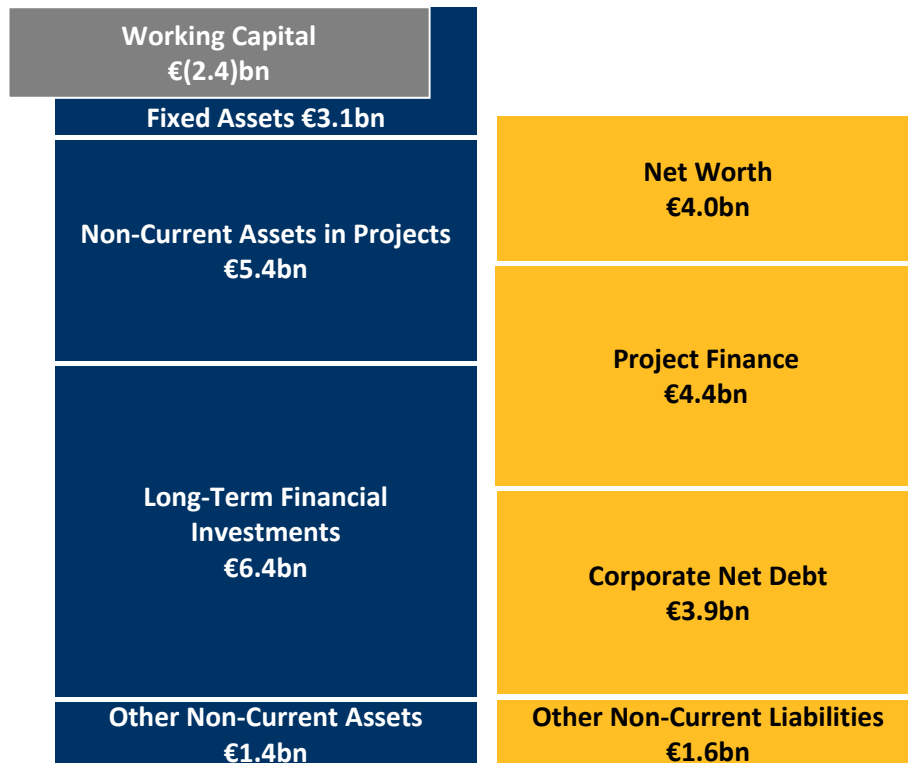 Working Capital
€(2.4)bn
Fixed Assets €3.1bn
Non-Current Assets in Projects
€5.4bn
Long-Term Financial
Investments
€6.4bn
Other Non-Current Assets
€1.4bn
Net Worth
€4.0bn
Project Finance
€4.4bn
Corporate Net Debt
€3.9bn
Other Non-Current Liabilities
€1.6bn